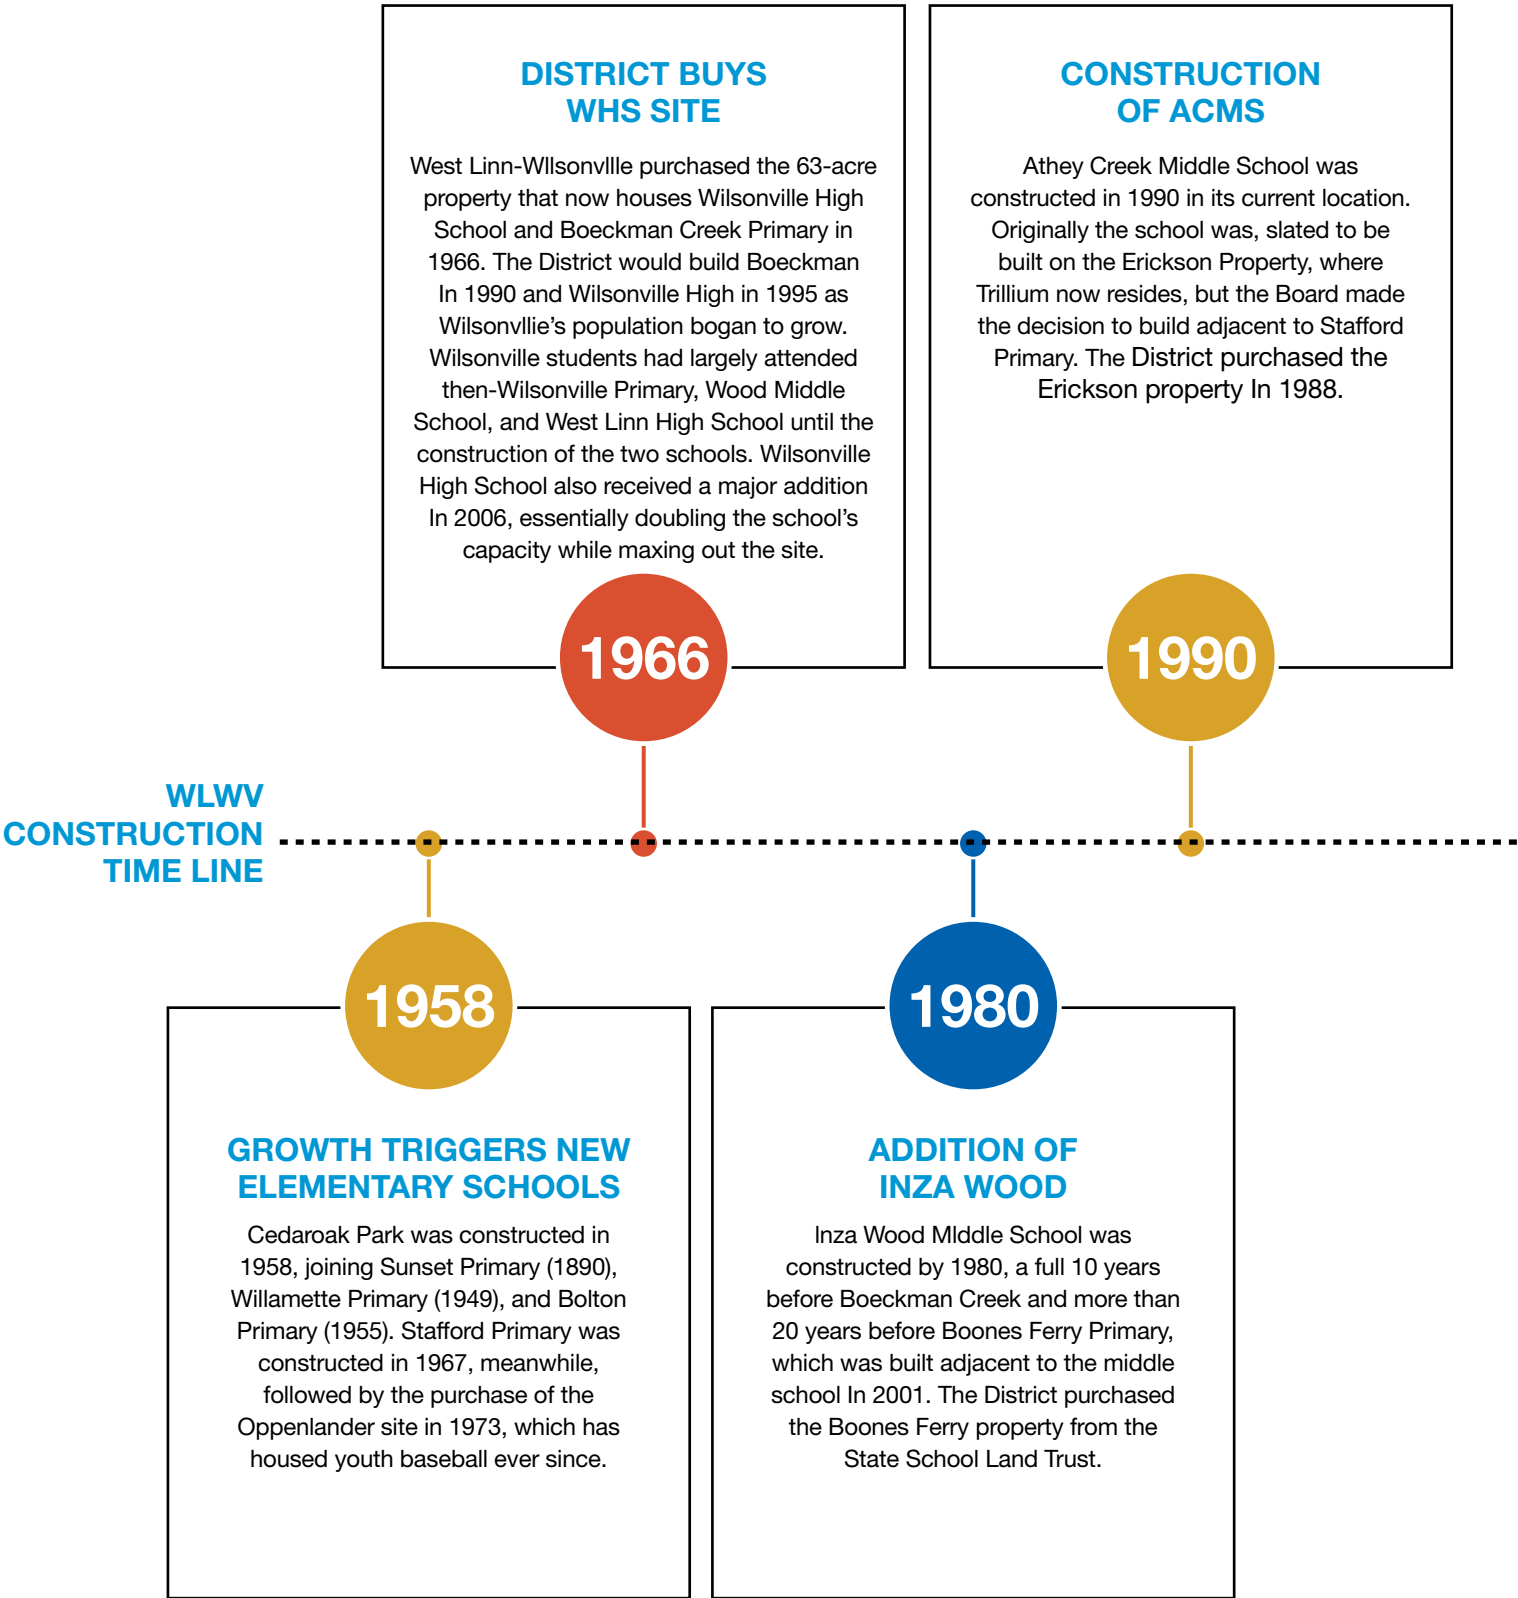 DISTRICT BUYS
WHS SITE
West Linn-WIlsonvIlle purchased the 63-acre
property that now houses Wilsonville High
School and Boeckman Creek Primary in
1966. The District would build Boeckman
In 1990 and Wilsonville High in 1995 as
Wilsonvllie's population bogan to grow.
Wilsonville students had largely attended
then-Wilsonville Primary, Wood Middle
School, and West Linn High School until the
construction of the two schools. Wilsonville
High School also received a major addition
In 2006, essentially doubling the school's
capacity while maxing out the site.
1966
CONSTRUCTION
OF ACMS
Athey Creek Middle School was
constructed in 1990 in its current location.
Originally the school was, slated to be
built on the Erickson Property, where
Trillium now resides, but the Board made
the decision to build adjacent to Stafford
Primary. The District purchased the
Erickson property In 1988.
1990
WLWV
CONSTRUCTION
TIME LINE
1958
GROWTH TRIGGERS NEW
ELEMENTARY SCHOOLS
Cedaroak Park was constructed in
1958, joining Sunset Primary (1890),
Willamette Primary (1949), and Bolton
Primary (1955). Stafford Primary was
constructed in 1967, meanwhile,
followed by the purchase of the
Oppenlander site in 1973, which has
housed youth baseball ever since.
1980
ADDITION OF
INZA WOOD
Inza Wood MIddle School was
constructed by 1980, a full 10 years
before Boeckman Creek and more than
20 years before Boones Ferry Primary,
which was built adjacent to the middle
school In 2001. The District purchased
the Boones Ferry property from the
State School Land Trust.